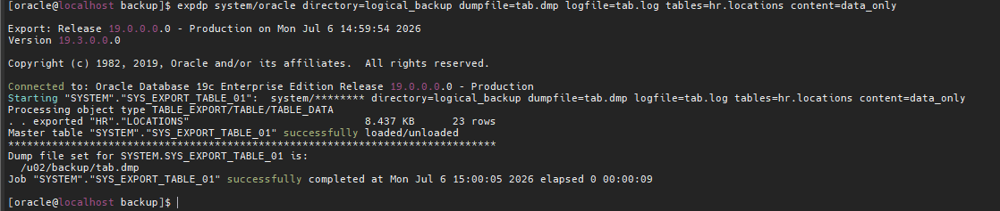 [oracle@localhost backup]$ expdp system/oracle directory=logical_backup dumpfile=tab.dmp logfile=tab.log tables=hr.locations content=data_only
Export: Release 19.0.0.0.0 - Production on Mon Jul 6 14:59:54 2026
Version 19.3.0.0.0
Copyright (c) 1982, 2019, Oracle and/or its affiliates.  All rights reserved.
Connected to: Oracle Database 19c Enterprise Edition Release 19.0.0.0.0 - Production
Starting "SYSTEM"."SYS_EXPORT_TABLE_01":  system/******** directory=logical_backup dumpfile=tab.dmp logfile=tab.log tables=hr.locations content=data_only
Processing object type TABLE_EXPORT/TABLE/TABLE_DATA
. . exported "HR"."LOCATIONS"                            8.437 KB      23 rows
Master table "SYSTEM"."SYS_EXPORT_TABLE_01" successfully loaded/unloaded
******************************************************************************
Dump file set for SYSTEM.SYS_EXPORT_TABLE_01 is:
  /u02/backup/tab.dmp
Job "SYSTEM"."SYS_EXPORT_TABLE_01" successfully completed at Mon Jul 6 15:00:05 2026 elapsed 0 00:00:09
[oracle@localhost backup]$